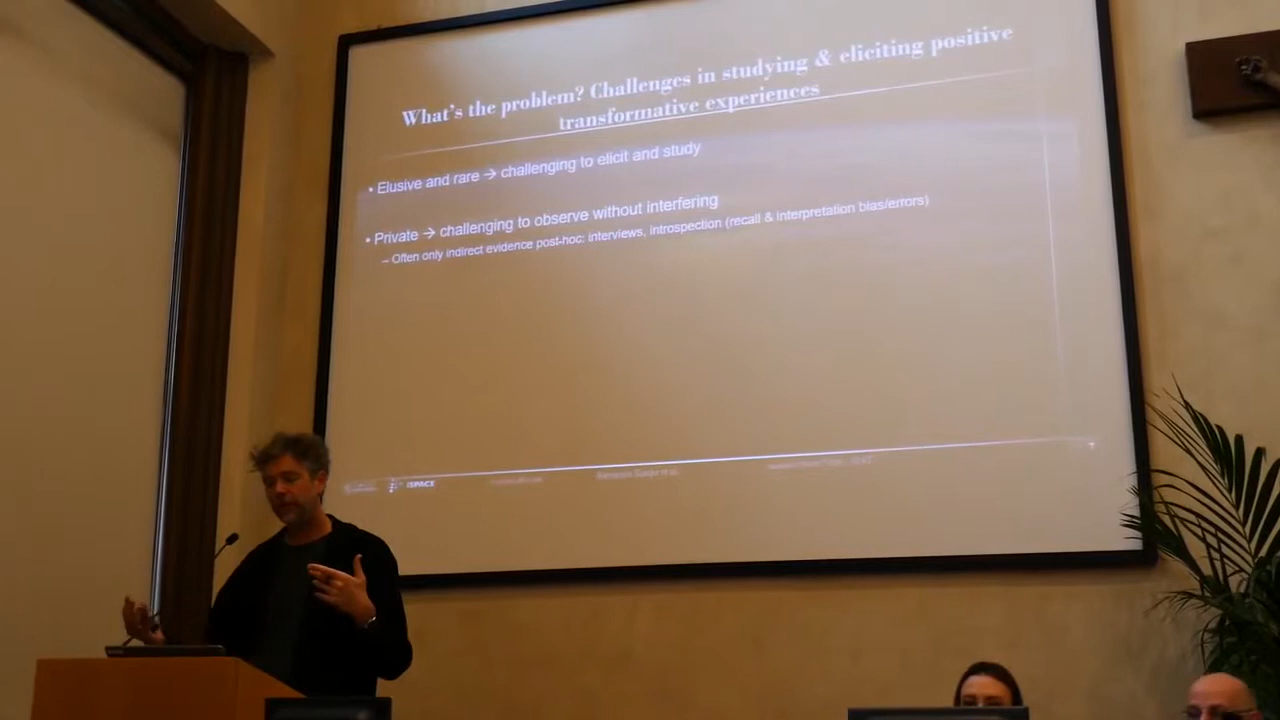 What's the problem? Challenges in studying & eliciting positive
transformative experiences
• Elusive and rare → challenging to elicit and study
• Private → challenging to observe without interfering
– Often only indirect evidence post-hoc: interviews, introspection (recall & interpretation bias/errors)
iSPACE